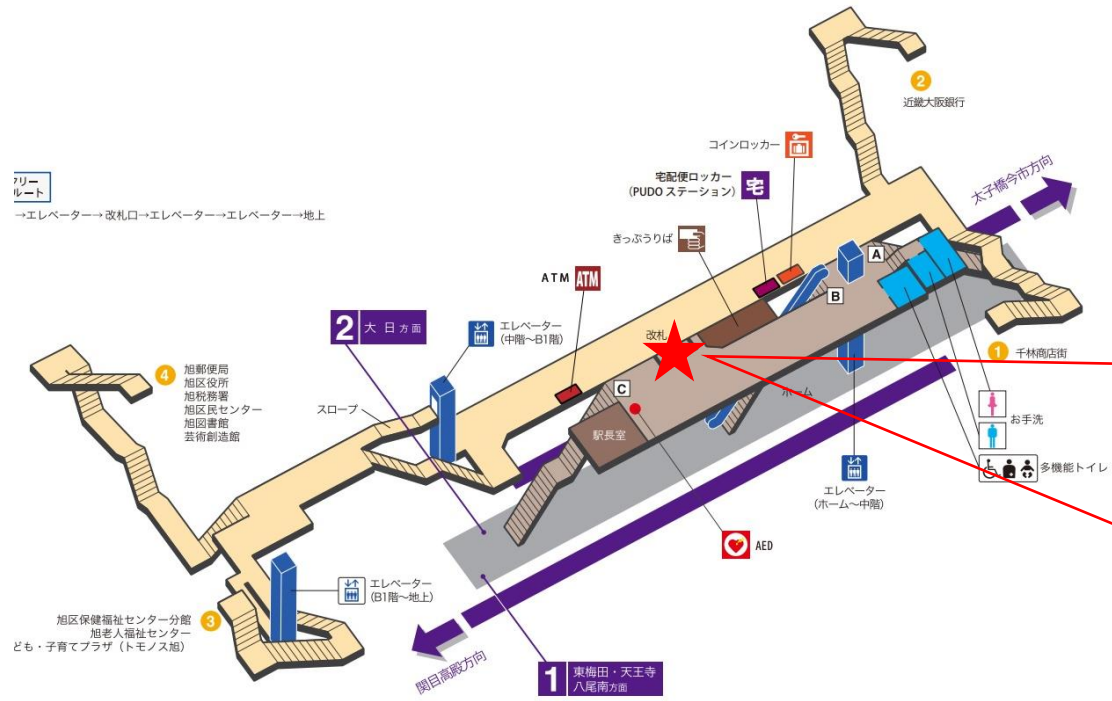 2
近畿大阪銀行
コインロッカー
宅配便ロッカー
(PUDOステーション)
宅
太子橋今市方向
フリー
ルート
→エレベーター→改札口→エレベーター→エレベーター→地上
きっぷうりば
A
B
ATM ATM
2 大日方面
エレベーター
(中階〜B1階)
改札
1
千林商店街
4
旭郵便局
旭区役所
旭税務署
旭区民センター
旭図書館
芸術創造館
スロープ
C
ホーム
お手洗
駅長室
多機能トイレ
エレベーター
(ホーム〜中階)
AED
エレベーター
(B1階〜地上)
3
旭区保健福祉センター分館
旭老人福祉センター
ども・子育てプラザ(トモノス旭)
関目高殿方向
1 東梅田・天王寺
八尾南方面